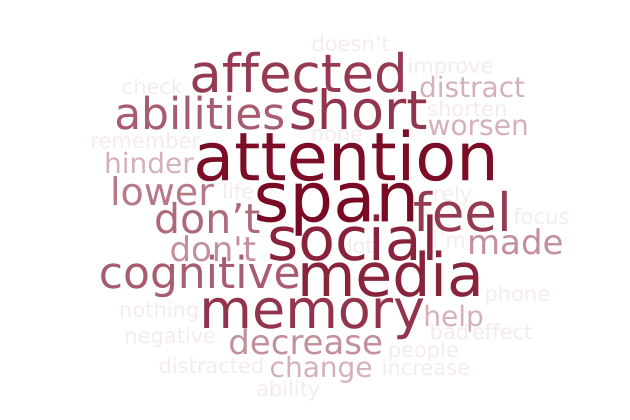 doesn’t
affected improve
check distract
abilities short shorten
remember none worsen
hinder attention
lower life span rely
don’t feel focus
don't social lot i'm made
cognitive media
nothing memory phone
negative help bad effect
decrease people
distracted change increase
ability